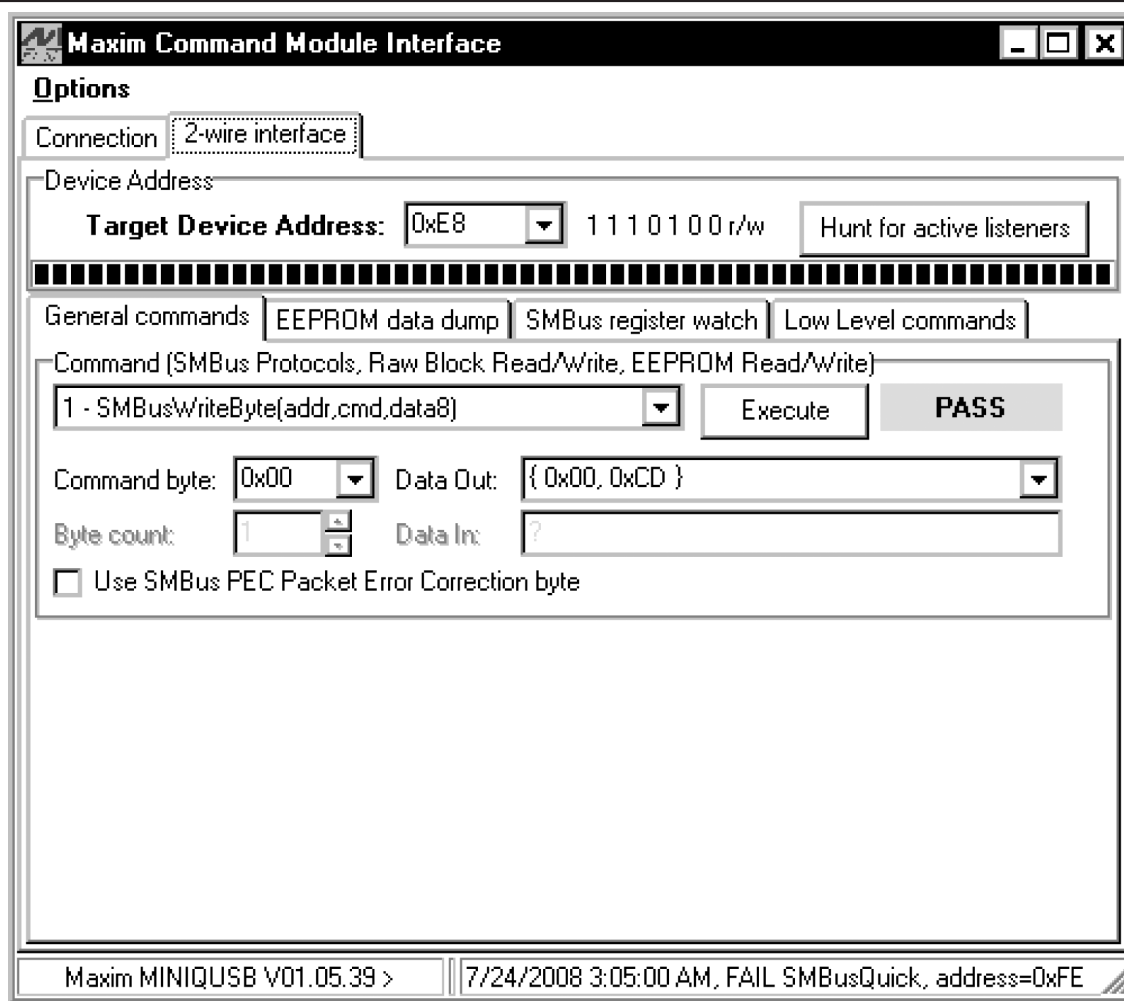 Maxim Command Module Interface
Options
Connection 2-wire interface
Device Address
Target Device Address: 0xE8 1 1 1 0 1 0 0 r/w Hunt for active listeners
General commands EEPROM data dump SMBus register watch Low Level commands
Command (SMBus Protocols, Raw Block Read/Write, EEPROM Read/Write)
1 - SMBusWriteByte(addr,cmd,data8) Execute PASS
Command byte: 0x00 Data Out: { 0x00, 0xCD }
Byte count: 1 Data In: ?
Use SMBus PEC Packet Error Correction byte
Maxim MINIQUSB V01.05.39 > 7/24/2008 3:05:00 AM, FAIL SMBusQuick, address=0xFE